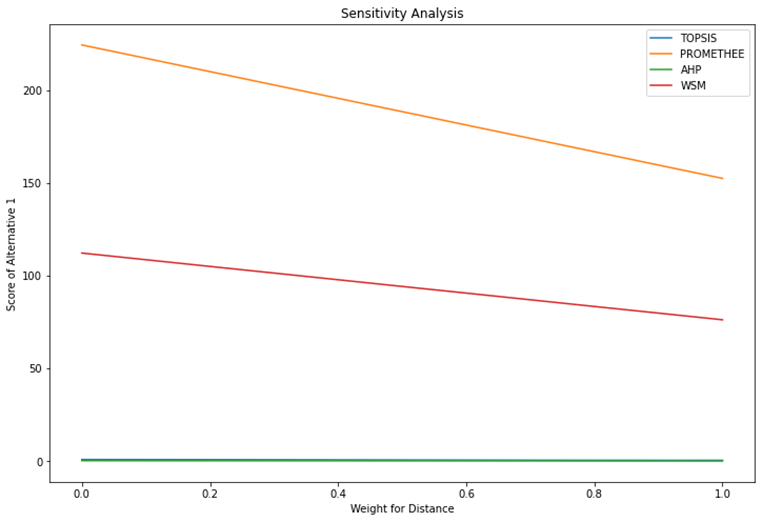 Sensitivity Analysis
TOPSIS
PROMETHEE
AHP
WSM
200
150
100
50
0
Score of Alternative 1
0.0 0.2 0.4 0.6 0.8 1.0
Weight for Distance